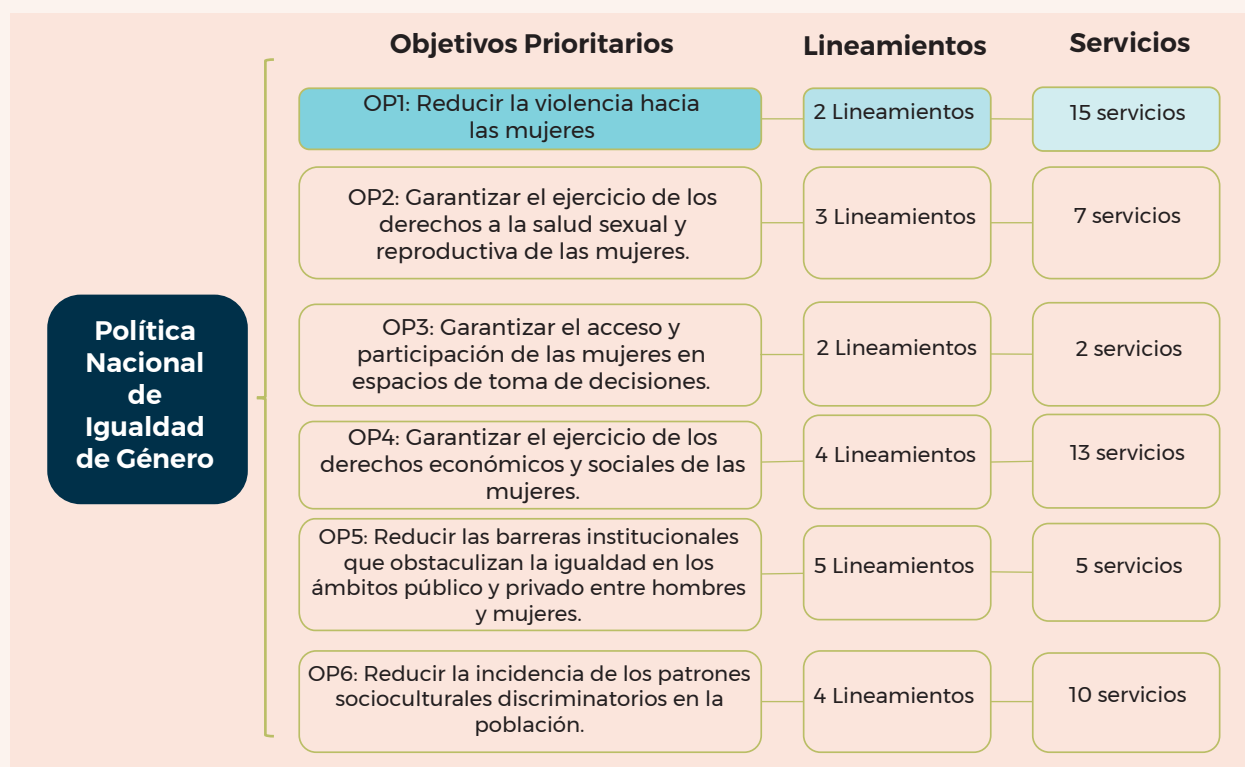 Objetivos Prioritarios
Lineamientos
Servicios
OP1: Reducir la violencia hacia
las mujeres
2 Lineamientos
15 servicios
OP2: Garantizar el ejercicio de los
derechos a la salud sexual y
reproductiva de las mujeres.
3 Lineamientos
7 servicios
Política
Nacional
de
Igualdad
de Género
OP3: Garantizar el acceso y
participación de las mujeres en
espacios de toma de decisiones.
2 Lineamientos
2 servicios
OP4: Garantizar el ejercicio de los
derechos económicos y sociales de las
mujeres.
4 Lineamientos
13 servicios
OP5: Reducir las barreras institucionales
que obstaculizan la igualdad en los
ámbitos público y privado entre hombres
y mujeres.
5 Lineamientos
5 servicios
OP6: Reducir la incidencia de los patrones
socioculturales discriminatorios en la
población.
4 Lineamientos
10 servicios